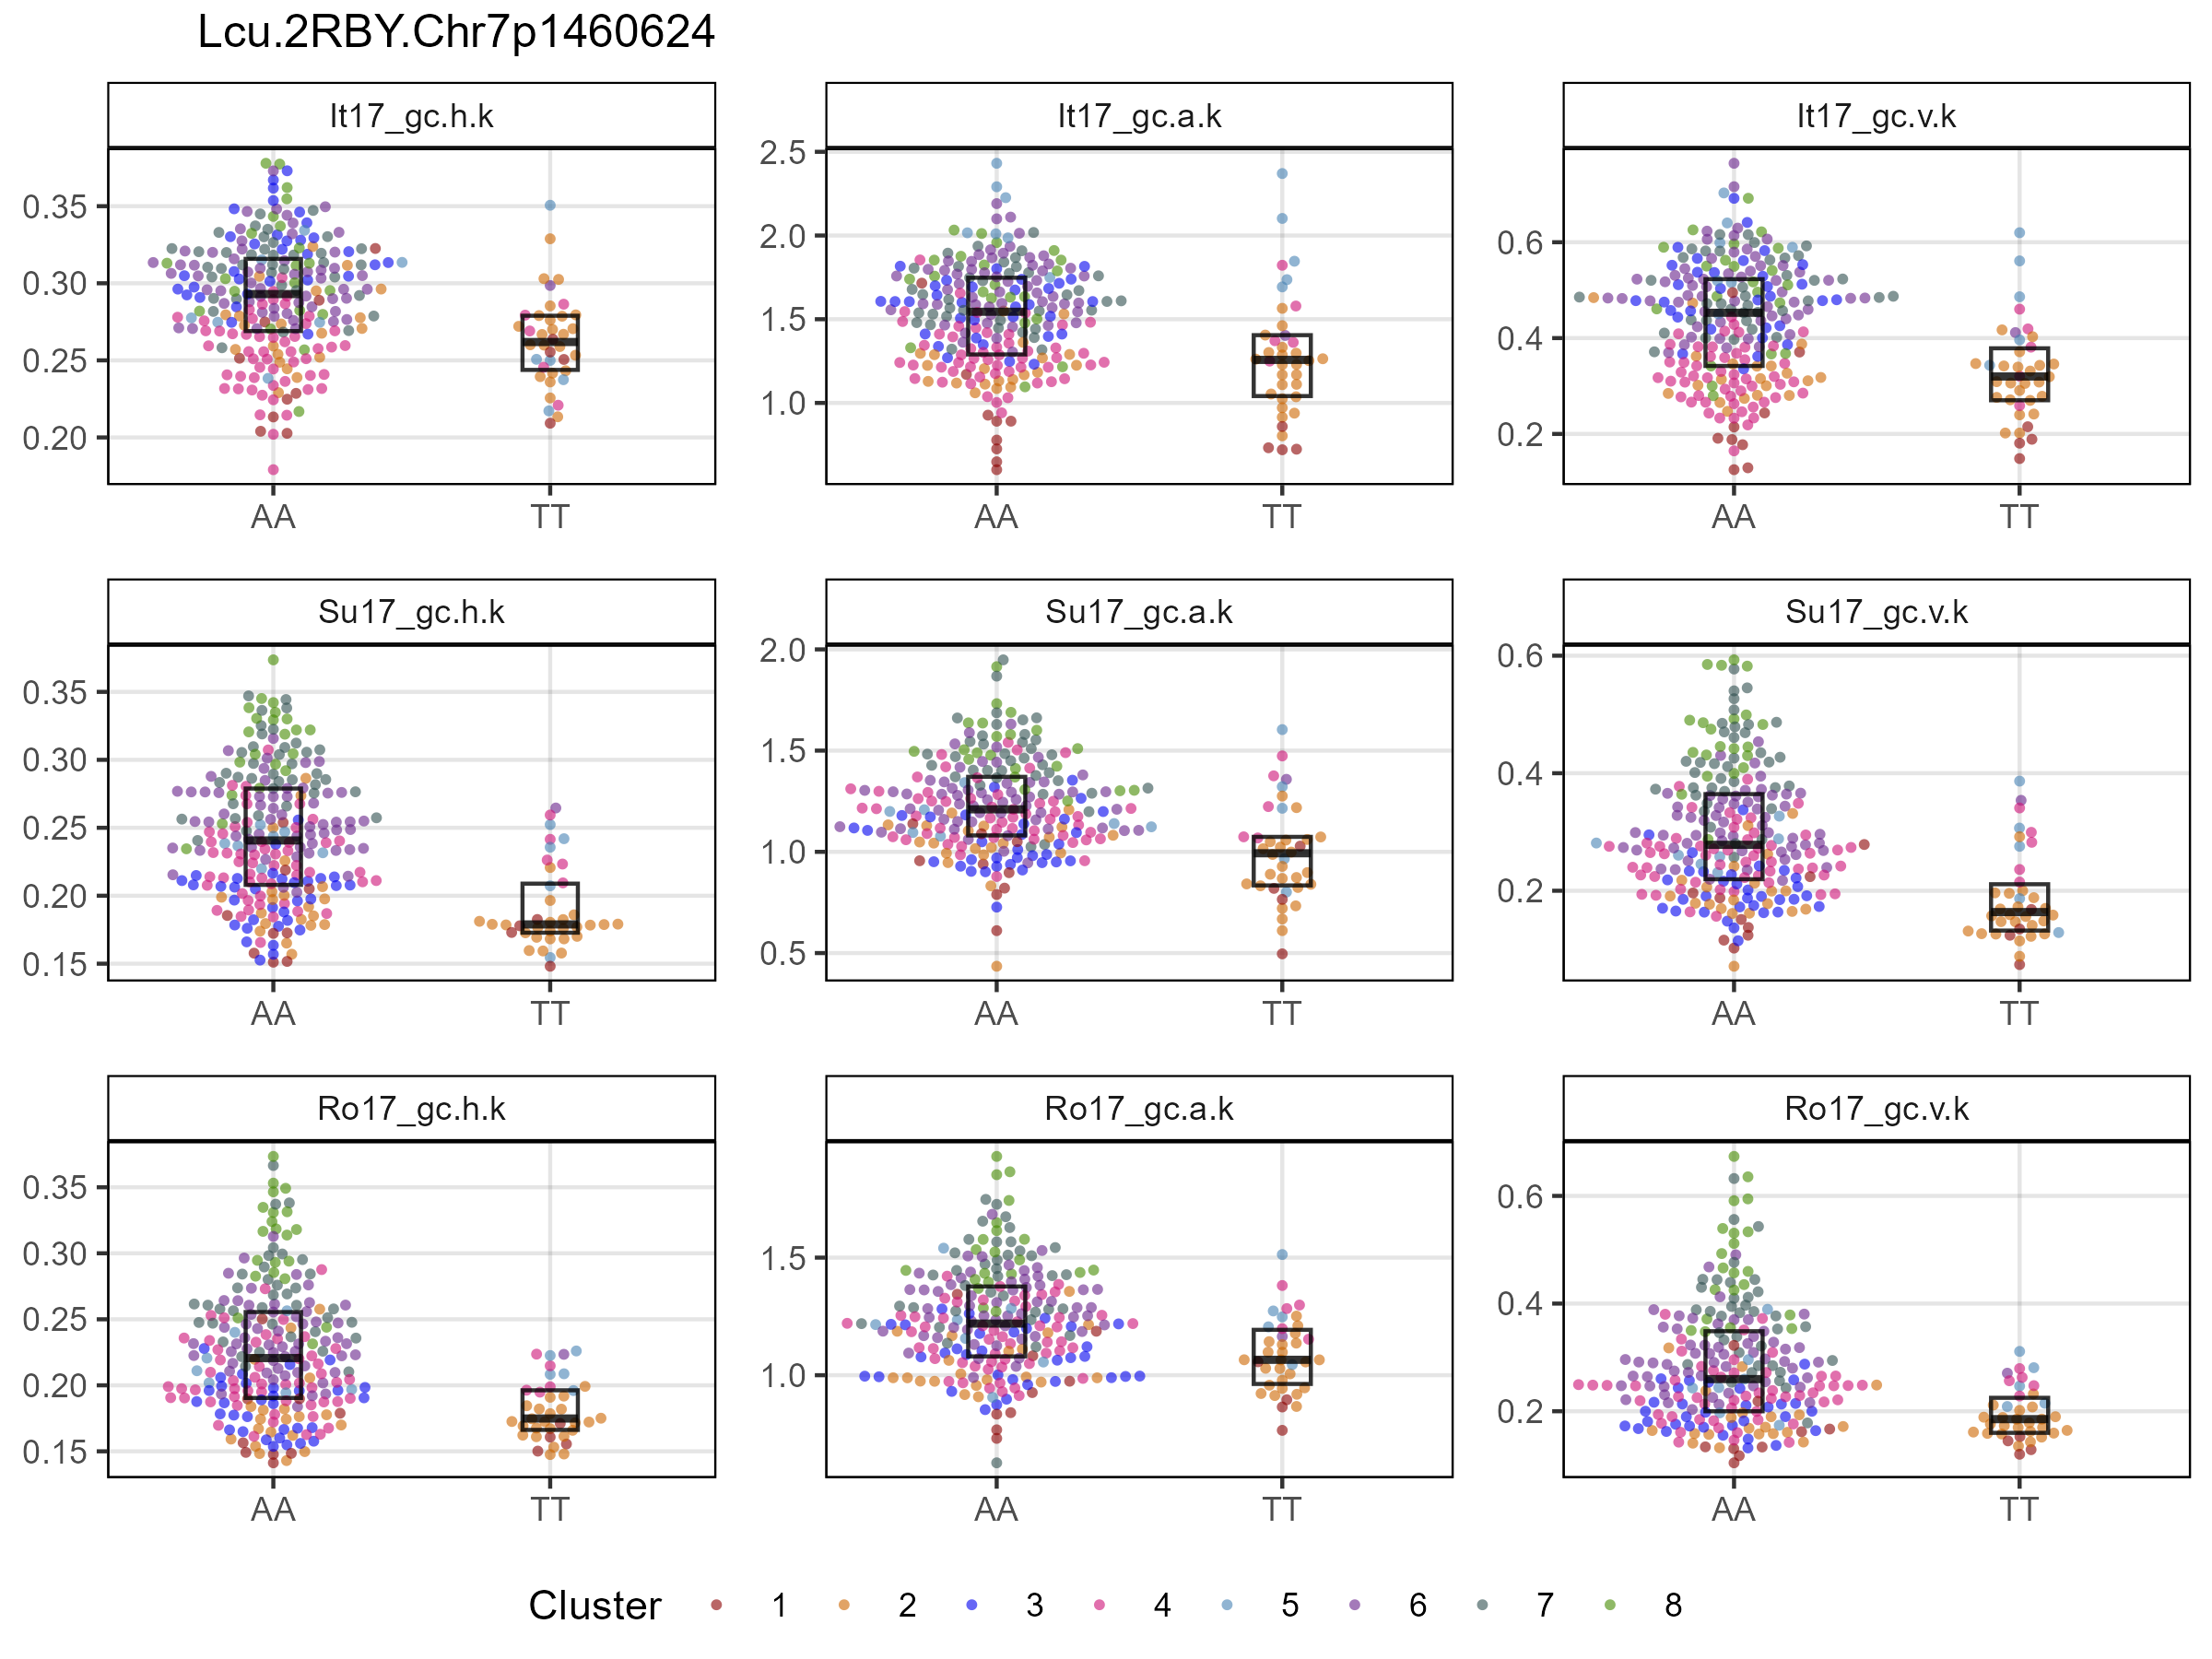 Lcu.2RBY.Chr7p1460624
It17_gc.h.k
It17_gc.a.k
It17_gc.v.k
0.35
0.30
0.25
0.20
AA TT
2.5
2.0
1.5
1.0
AA TT
0.6
0.4
0.2
AA TT
Su17_gc.h.k
Su17_gc.a.k
Su17_gc.v.k
0.35
0.30
0.25
0.20
0.15
AA TT
2.0
1.5
1.0
0.5
AA TT
0.6
0.4
0.2
AA TT
Ro17_gc.h.k
Ro17_gc.a.k
Ro17_gc.v.k
0.35
0.30
0.25
0.20
0.15
AA TT
1.5
1.0
AA TT
0.6
0.4
0.2
AA TT
Cluster 1 2 3 4 5 6 7 8